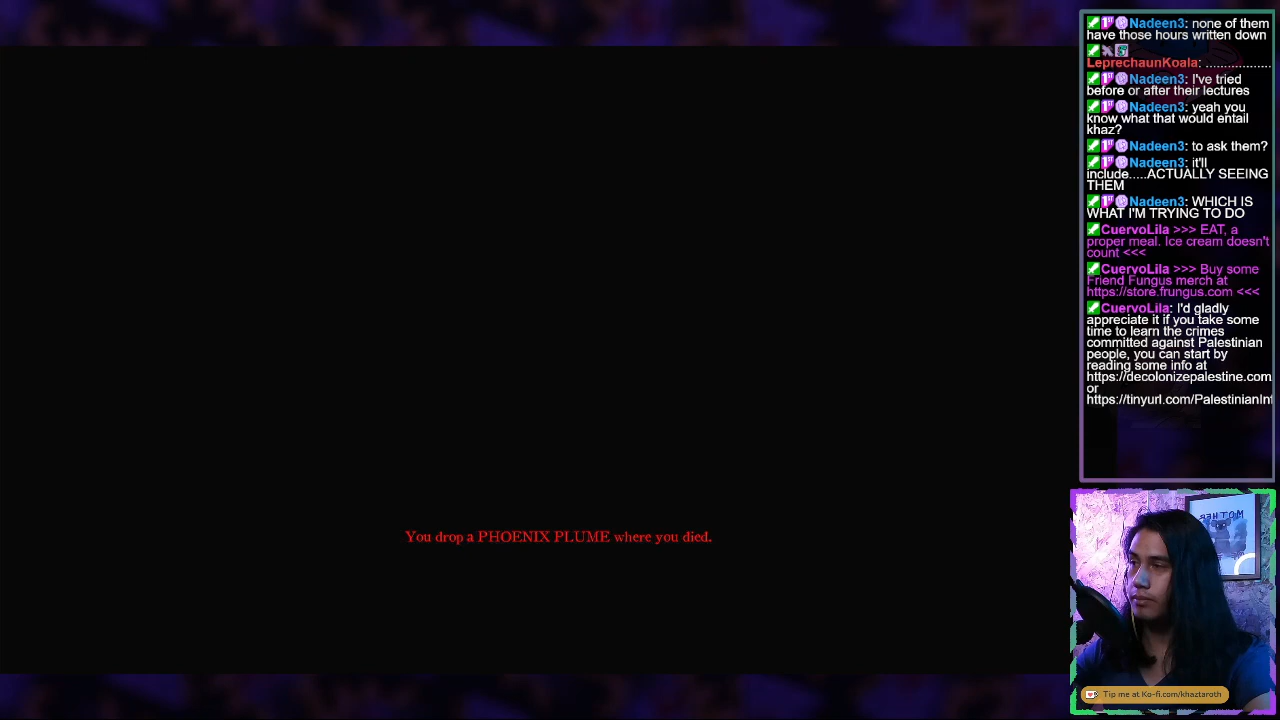 Nadeen3: none of them
have those hours written down
LeprechaunKoala: ..................
Nadeen3: I've tried
before or after their lectures
Nadeen3: yeah you
know what that would entail
khaz?
Nadeen3: to ask them?
Nadeen3: it'll
include.....ACTUALLY SEEING
THEM
Nadeen3: WHICH IS
WHAT I'M TRYING TO DO
CuervoLila >>> EAT, a
proper meal. Ice cream doesn't
count <<<
CuervoLila >>> Buy some
Friend Fungus merch at
https://store.frungus.com <<<
CuervoLila: I'd gladly
appreciate it if you take some
time to learn the crimes
committed against Palestinian
people, you can start by
reading some info at
https://decolonizepalestine.com
or
https://tinyurl.com/PalestinianInf
You drop a PHOENIX PLUME where you died.
MOTHER
Tip me at Ko-fi.com/khaztaroth